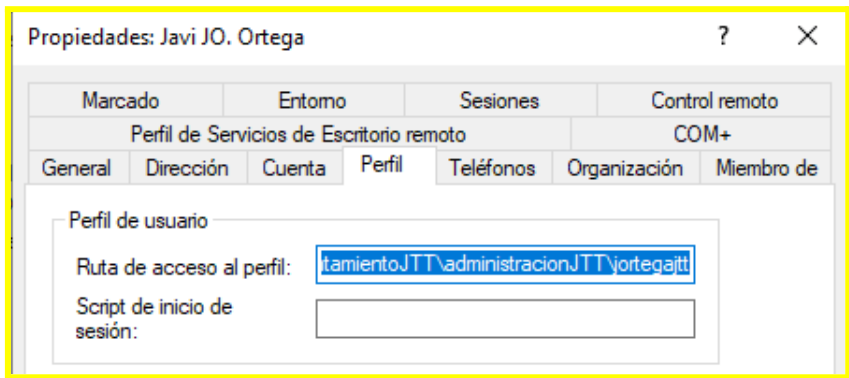 Propiedades: Javi JO. Ortega ? ✕
Marcado Entorno Sesiones Control remoto
Perfil de Servicios de Escritorio remoto COM+
General Dirección Cuenta Perfil Teléfonos Organización Miembro de
Perfil de usuario
Ruta de acceso al perfil: tamientoJTT\administracionJTT\jortegajtt
Script de inicio de
sesión: